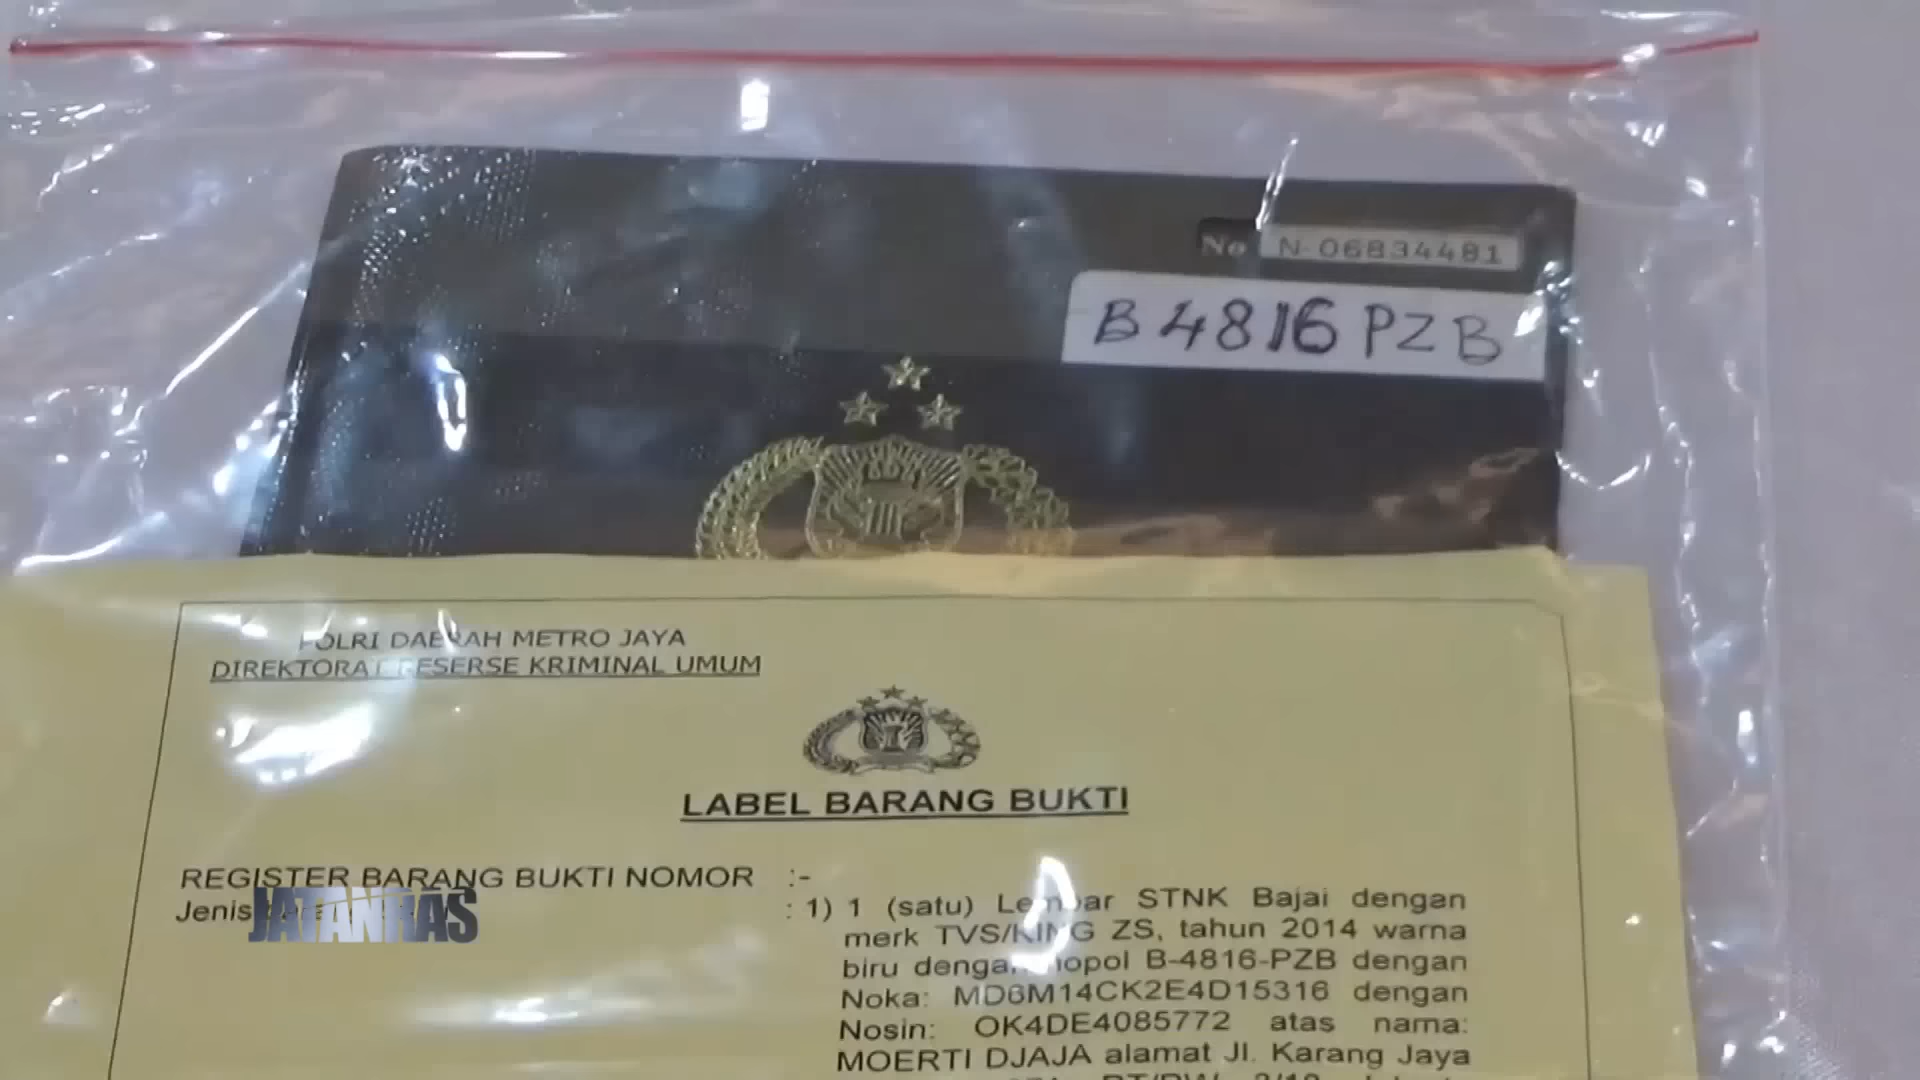 No N-06834481
B 4816 PZB
POLRI DAERAH METRO JAYA
DIREKTORAT RESERSE KRIMINAL UMUM
LABEL BARANG BUKTI
REGISTER BARANG BUKTI NOMOR :-
Jenis : 1) 1 (satu) Lembar STNK Bajai dengan
merk TVS/KING ZS, tahun 2014 warna
biru dengan nopol B-4816-PZB dengan
Noka: MD6M14CK2E4D15316 dengan
Nosin: OK4DE4085772 atas nama:
MOERTI DJAJA alamat Jl. Karang Jaya
JATANRAS